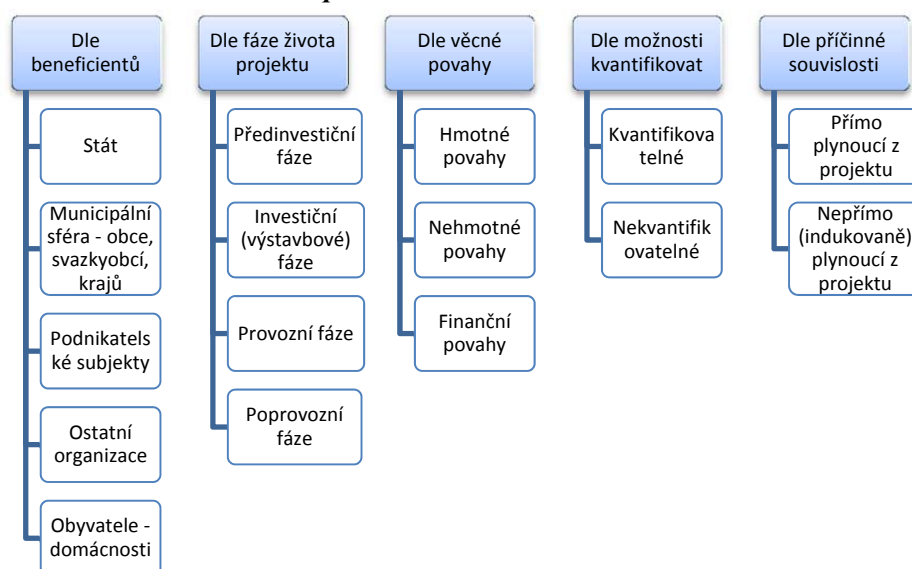 Dle
beneficientů
Stát
Municipální
sféra - obce,
svazkyobcí,
krajů
Podnikatels
ké subjekty
Ostatní
organizace
Obyvatele -
domácnosti
Dle fáze života
projektu
Předinvestiční
fáze
Investiční
(výstavbové)
fáze
Provozní fáze
Poprovozní
fáze
Dle věcné
povahy
Hmotné
povahy
Nehmotné
povahy
Finanční
povahy
Dle možnosti
kvantifikovat
Kvantifikova
telné
Nekvantifik
ovatelné
Dle příčinné
souvislosti
Přímo
plynoucí z
projektu
Nepřímo
(indukovaně)
plynoucí z
projektu